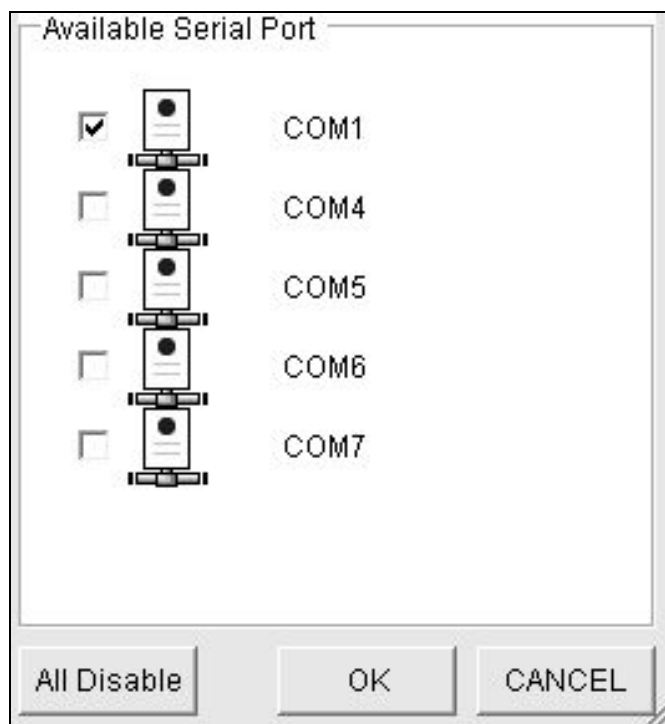 Available Serial Port
COM1
COM4
COM5
COM6
COM7
All Disable OK CANCEL